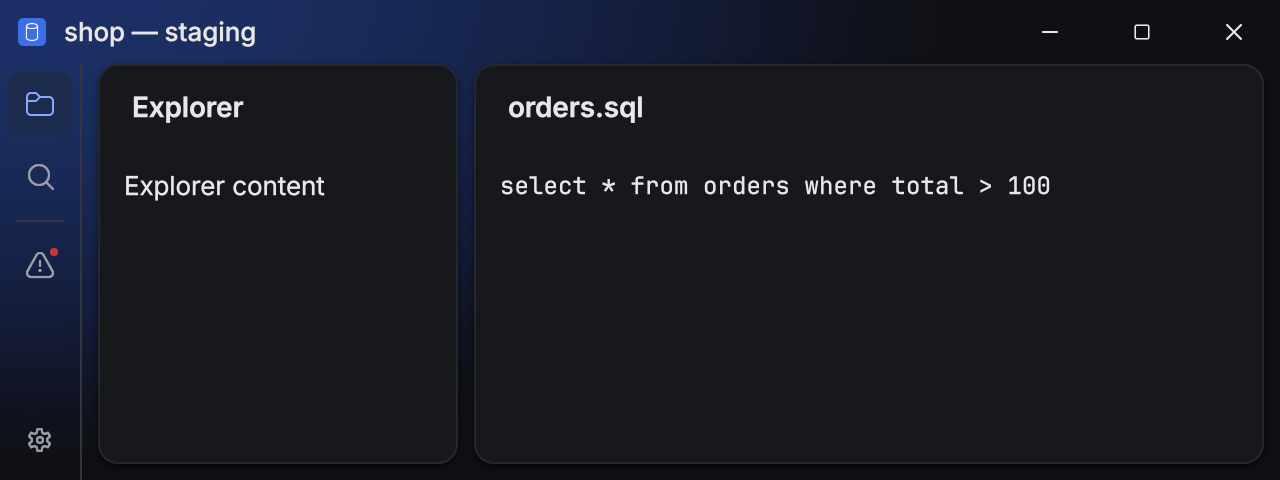 shop — staging
Explorer
Explorer content
orders.sql
select * from orders where total > 100